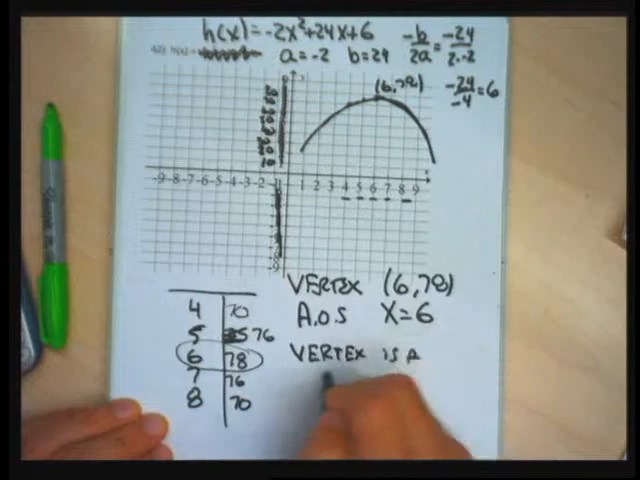 h(x)=-2x²+24x+6
a=-2 b=24
-b/2a = -24/2·-2
-24/-4 = 6
(6,78)
-9 -8 -7 -6 -5 -4 -3 -2 -1 1 2 3 4 5 6 7 8 9
VERTEX (6,78)
A.O.S X=6
VERTEX IS A
4 70
5 76
6 78
7 76
8 70